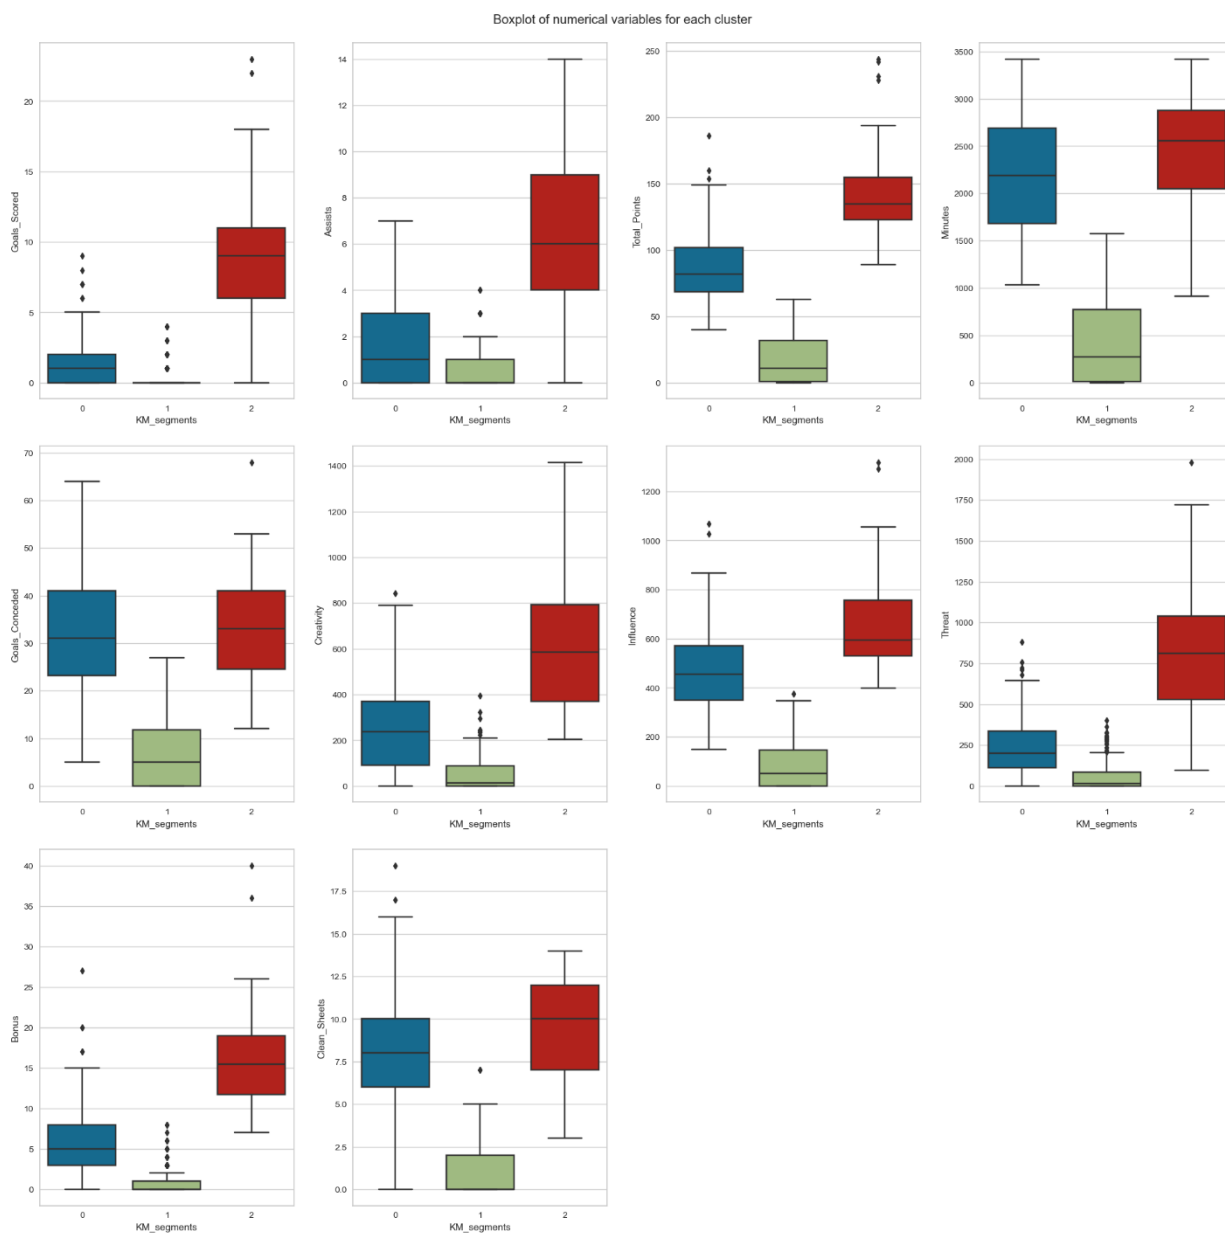 Boxplot of numerical variables for each cluster
Goals_Scored
20
15
10
5
0
0 1 2
KM_segments
Assists
14
12
10
8
6
4
2
0
0 1 2
KM_segments
Total_Points
250
200
150
100
50
0
0 1 2
KM_segments
Minutes
3500
3000
2500
2000
1500
1000
500
0
0 1 2
KM_segments
Goals_Conceded
70
60
50
40
30
20
10
0
0 1 2
KM_segments
Creativity
1400
1200
1000
800
600
400
200
0
0 1 2
KM_segments
Influence
1200
1000
800
600
400
200
0
0 1 2
KM_segments
Threat
2000
1750
1500
1250
1000
750
500
250
0
0 1 2
KM_segments
Bonus
40
35
30
25
20
15
10
5
0
0 1 2
KM_segments
Clean_Sheets
17.5
15.0
12.5
10.0
7.5
5.0
2.5
0.0
0 1 2
KM_segments